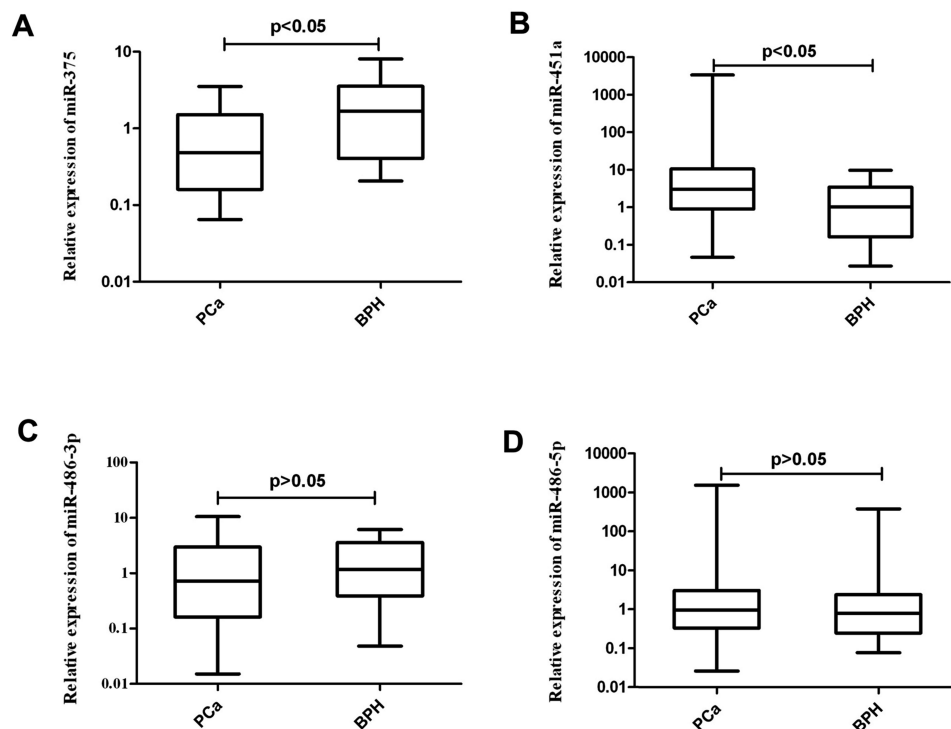 A
p<0.05
Relative expression of miR-375
10
1
0.1
0.01
PCa
BPH
B
p<0.05
Relative expression of miR-451a
10000
1000
100
10
1
0.1
0.01
PCa
BPH
C
p>0.05
Relative expression of miR-486-3p
100
10
1
0.1
0.01
PCa
BPH
D
p>0.05
Relative expression of miR-486-5p
10000
1000
100
10
1
0.1
0.01
PCa
BPH